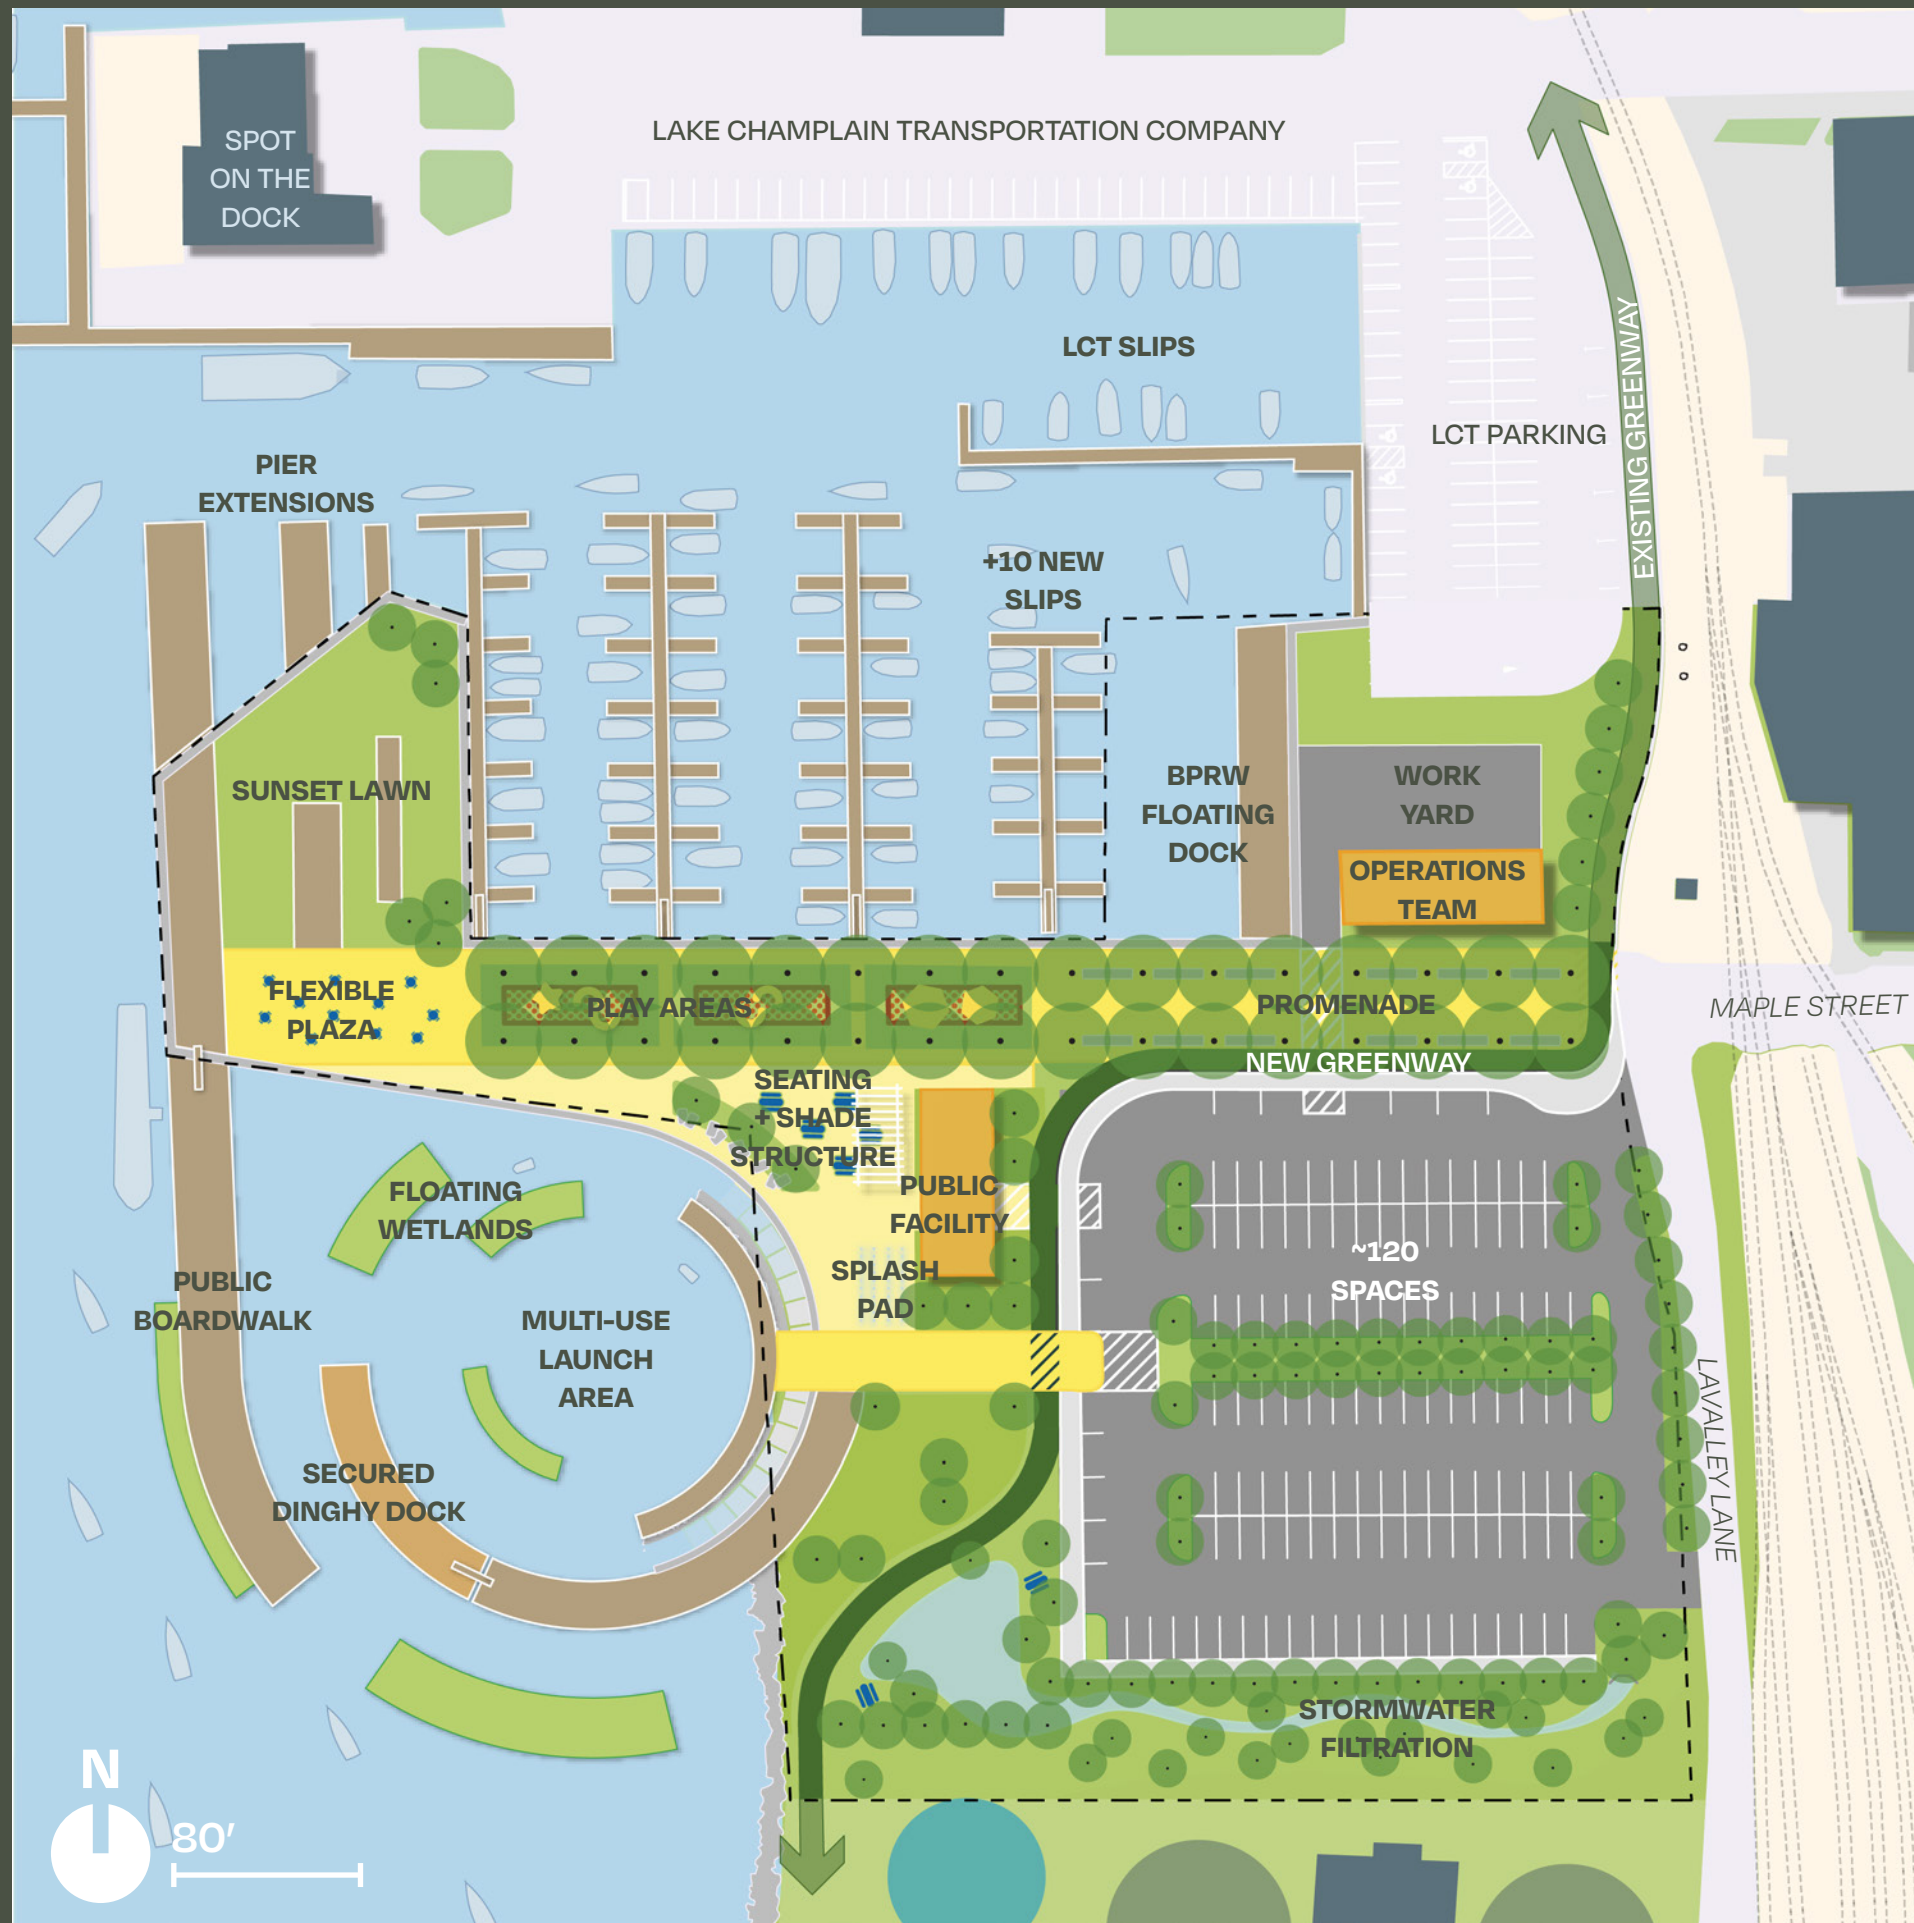 SPOT
ON THE
DOCK
LAKE CHAMPLAIN TRANSPORTATION COMPANY
LCT SLIPS
LCT PARKING
EXISTING GREENWAY
PIER
EXTENSIONS
+10 NEW
SLIPS
SUNSET LAWN
BPRW
FLOATING
DOCK
WORK
YARD
OPERATIONS
TEAM
FLEXIBLE
PLAZA
PLAY AREAS
PROMENADE
MAPLE STREET
NEW GREENWAY
SEATING
+ SHADE
STRUCTURE
PUBLIC
FACILITY
FLOATING
WETLANDS
SPLASH
PAD
~120
SPACES
PUBLIC
BOARDWALK
MULTI-USE
LAUNCH
AREA
SECURED
DINGHY DOCK
LAVALLEY LANE
STORMWATER
FILTRATION
N
80'